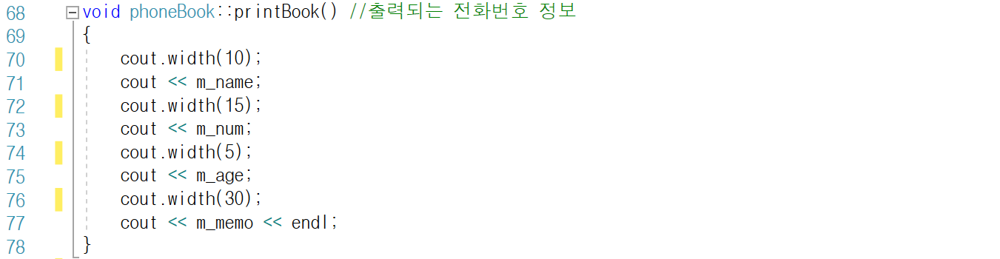 68 void phoneBook::printBook() //출력되는 전화번호 정보
69 {
70 cout.width(10);
71 cout << m_name;
72 cout.width(15);
73 cout << m_num;
74 cout.width(5);
75 cout << m_age;
76 cout.width(30);
77 cout << m_memo << endl;
78 }